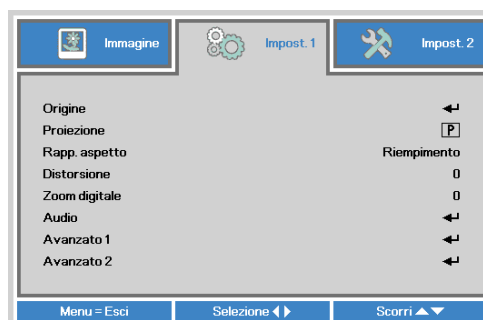 Immagine Impost. 1 Impost. 2
Origine
Proiezione P
Rapp. aspetto Riempimento
Distorsione 0
Zoom digitale 0
Audio
Avanzato 1
Avanzato 2
Menu = Esci Selezione Scorri